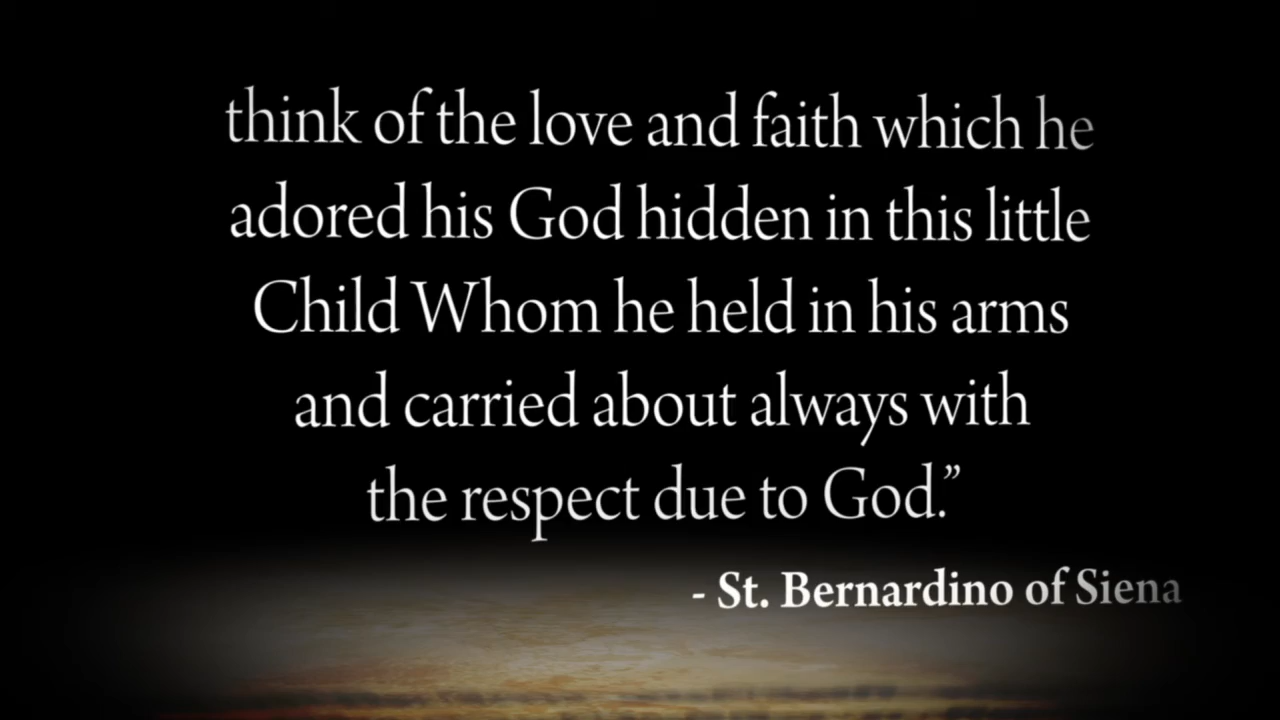 think of the love and faith which he
adored his God hidden in this little
Child Whom he held in his arms
and carried about always with
the respect due to God.”
- St. Bernardino of Siena